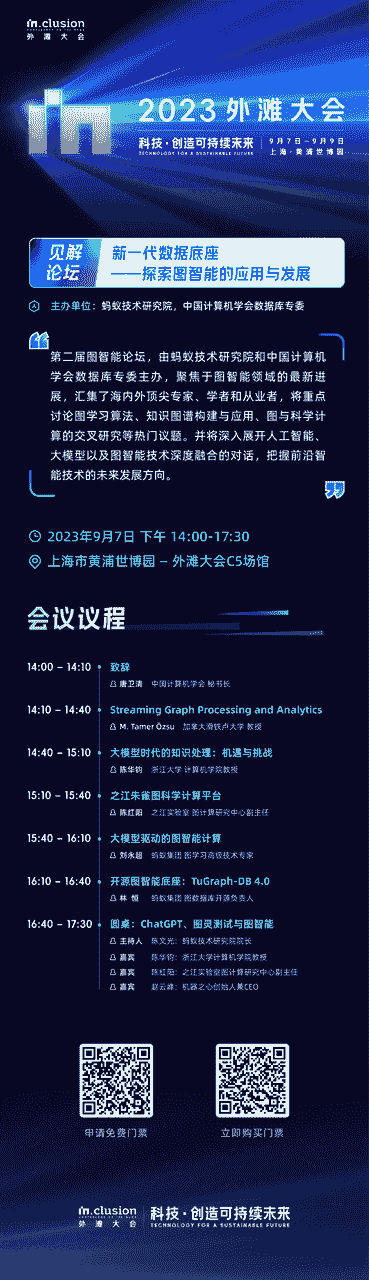 in.clusion
外滩大会
2023外滩大会
科技·创造可持续未来
TECHNOLOGY FOR A SUSTAINABLE FUTURE
9月7日-9月9日
上海·黄浦世博园
见解
论坛
新一代数据底座
——探索图智能的应用与发展
主办单位：蚂蚁技术研究院，中国计算机学会数据库专委
第二届图智能论坛，由蚂蚁技术研究院和中国计算机
学会数据库专委主办，聚焦于图智能领域的最新进
展，汇集了海内外顶尖专家、学者和从业者，将重点
讨论图学习算法、知识图谱构建与应用、图与科学计
算的交叉研究等热门议题。并将深入展开人工智能、
大模型以及图智能技术深度融合的对话，把握前沿智
能技术的未来发展方向。
2023年9月7日 下午 14:00-17:30
上海市黄浦世博园 – 外滩大会C5场馆
会议议程
14:00 – 14:10 致辞
唐卫清 中国计算机学会 秘书长
14:10 – 14:40 Streaming Graph Processing and Analytics
M. Tamer Özsu 加拿大滑铁卢大学 教授
14:40 – 15:10 大模型时代的知识处理：机遇与挑战
陈华钧 浙江大学 计算机学院教授
15:10 – 15:40 之江朱雀图科学计算平台
陈红阳 之江实验室 图计算研究中心副主任
15:40 – 16:10 大模型驱动的图智能计算
刘永超 蚂蚁集团 图学习高级技术专家
16:10 – 16:40 开源图智能底座：TuGraph-DB 4.0
林 恒 蚂蚁集团 图数据库开源负责人
16:40 – 17:30 圆桌：ChatGPT、图灵测试与图智能
主持人 陈文光：蚂蚁技术研究院院长
嘉宾 陈华钧：浙江大学计算机学院教授
嘉宾 陈红阳：之江实验室图计算研究中心副主任
嘉宾 赵云峰：机器之心创始人兼CEO
申请免费门票
立即购买门票
in.clusion
外滩大会
科技·创造可持续未来
TECHNOLOGY FOR A SUSTAINABLE FUTURE